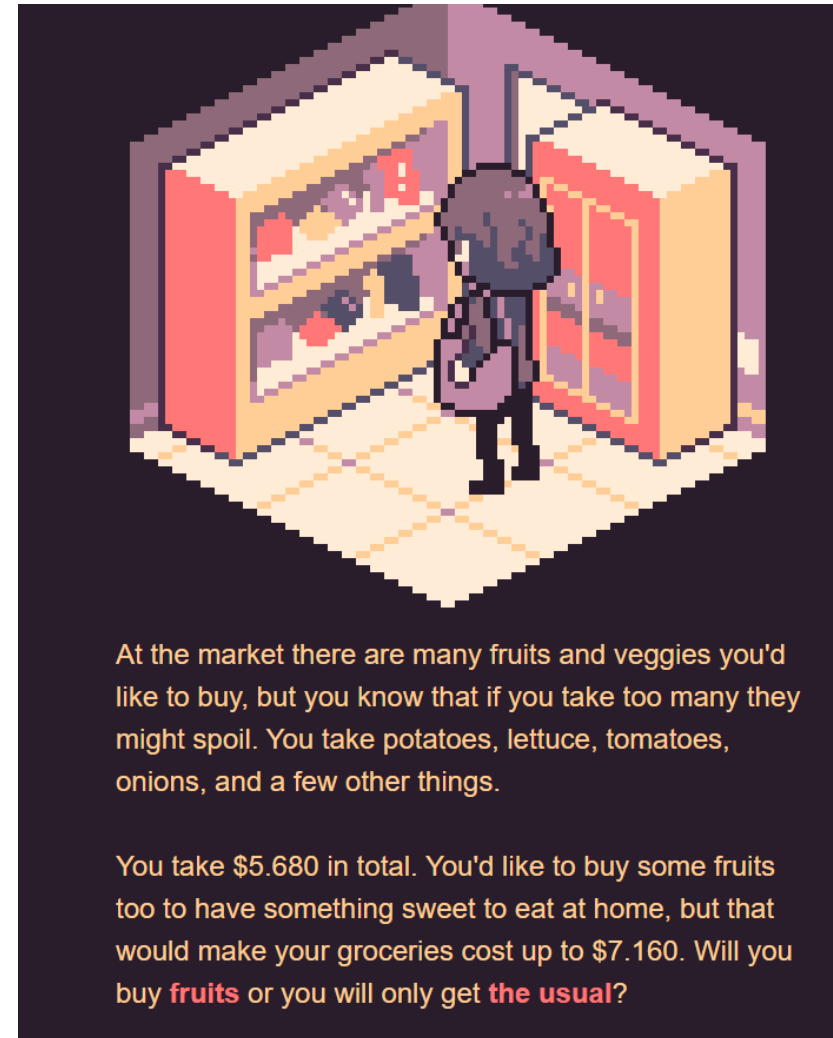 At the market there are many fruits and veggies you'd
like to buy, but you know that if you take too many they
might spoil. You take potatoes, lettuce, tomatoes,
onions, and a few other things.
You take $5.680 in total. You'd like to buy some fruits
too to have something sweet to eat at home, but that
would make your groceries cost up to $7.160. Will you
buy fruits or you will only get the usual?